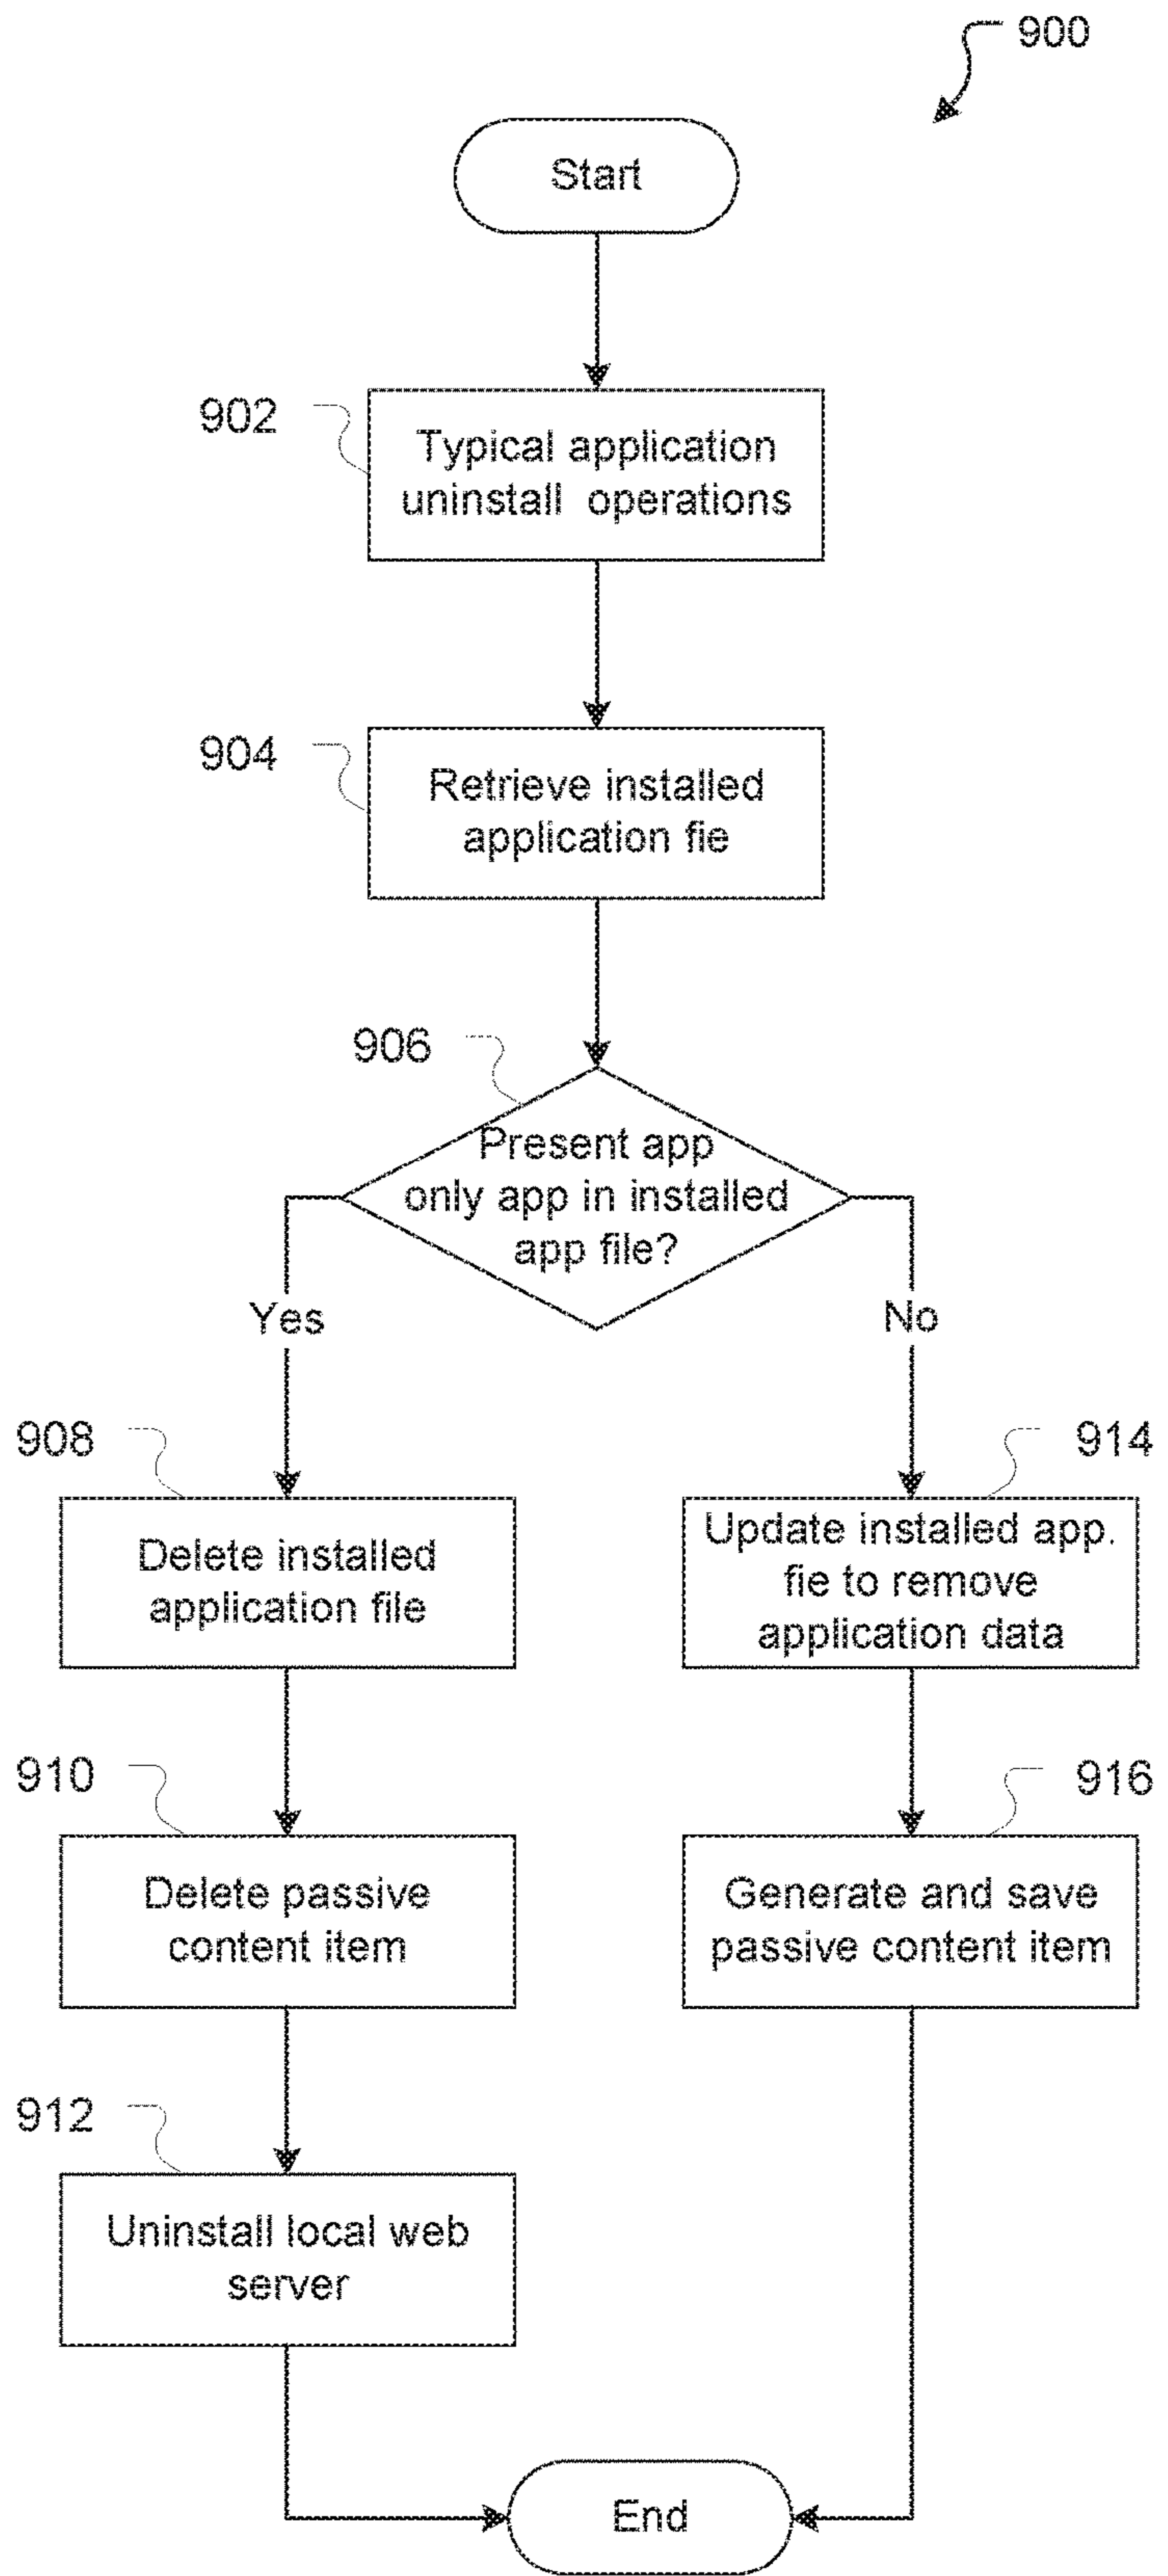 900
Start
902
Typical application
uninstall operations
904
Retrieve installed
application fie
906
Present app
only app in installed
app file?
Yes
No
908
Delete installed
application file
914
Update installed app.
fie to remove
application data
910
Delete passive
content item
916
Generate and save
passive content item
912
Uninstall local web
server
End